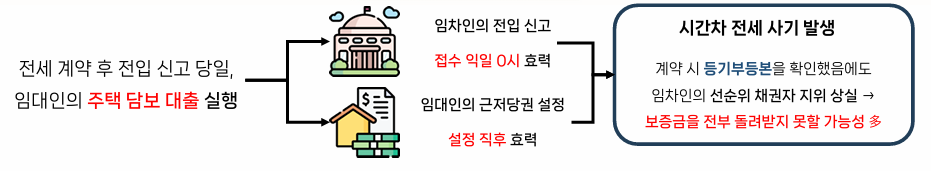 전세 계약 후 전입 신고 당일,
임대인의 주택 담보 대출 실행
임차인의 전입 신고
접수 익일 0시 효력
$
임대인의 근저당권 설정
설정 직후 효력
시간차 전세 사기 발생
계약 시 등기부등본을 확인했음에도
임차인의 선순위 채권자 지위 상실 →
보증금을 전부 돌려받지 못할 가능성 多